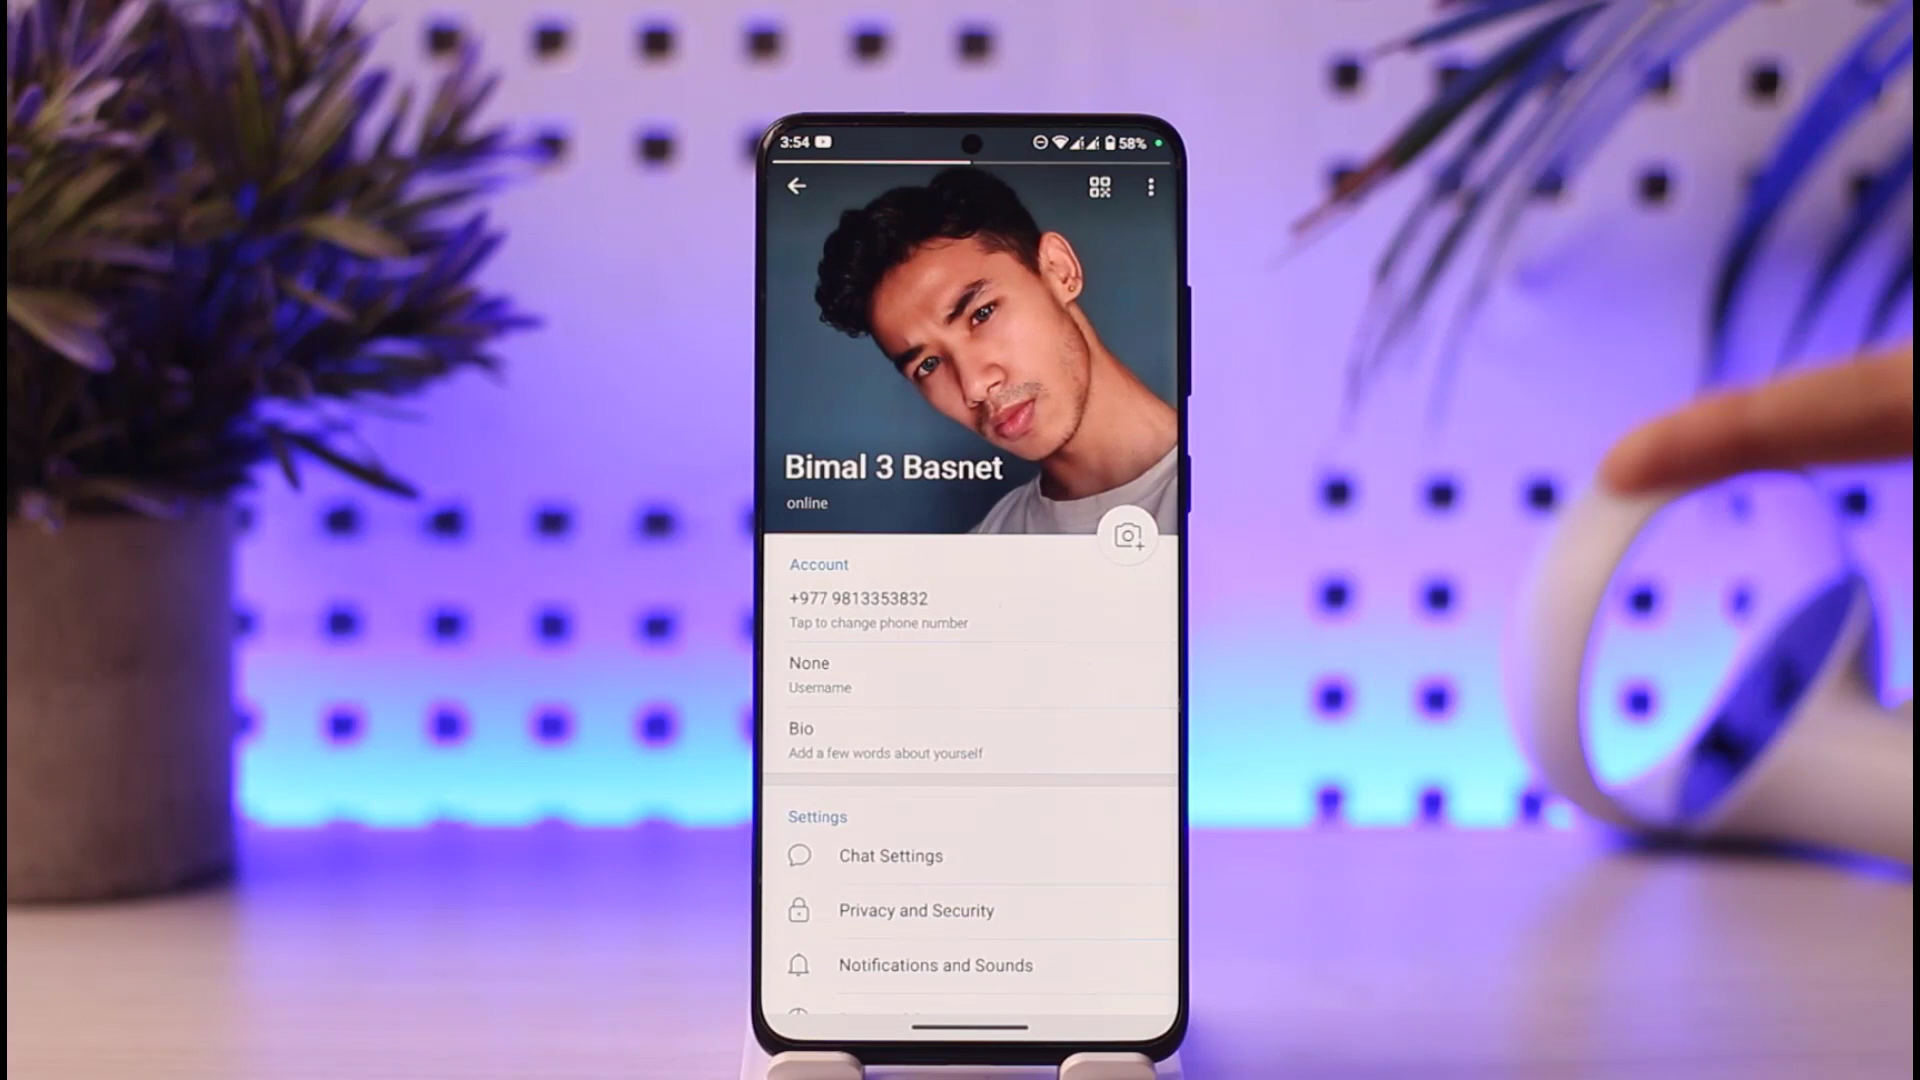 3:54
58%
Bimal 3 Basnet
online
Account
+977 9813353832
Tap to change phone number
None
Username
Bio
Add a few words about yourself
Settings
Chat Settings
Privacy and Security
Notifications and Sounds